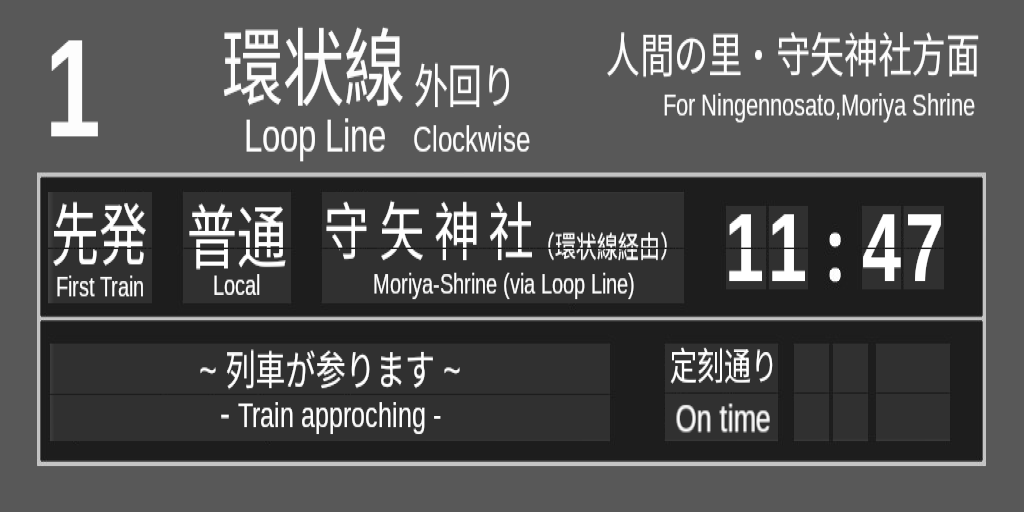 1
環状線 外回り
Loop Line Clockwise
人間の里・守矢神社方面
For Ningennosato,Moriya Shrine
先発
First Train
普通
Local
守矢神社 (環状線経由)
Moriya-Shrine (via Loop Line)
11:47
~ 列車が参ります ~
- Train approching -
定刻通り
On time